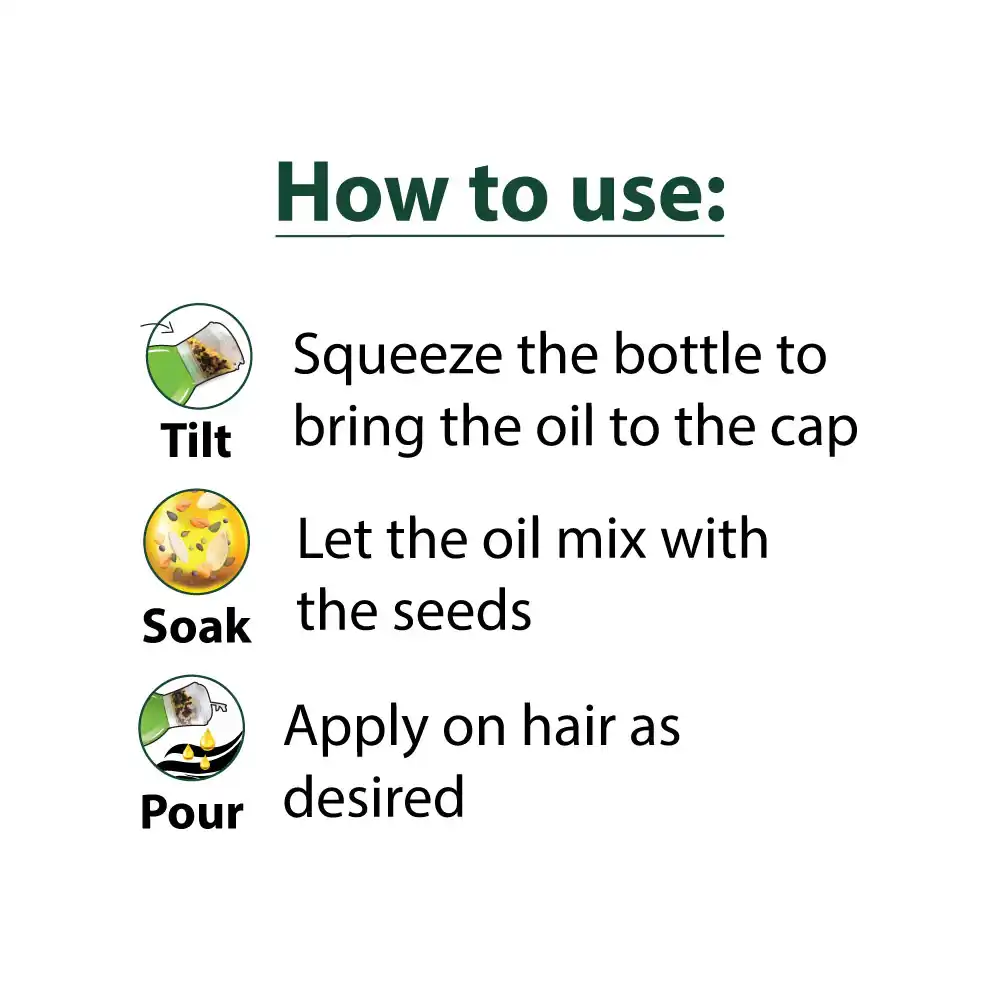 How to use:
Tilt
Squeeze the bottle to
bring the oil to the cap
Soak
Let the oil mix with
the seeds
Pour
Apply on hair as
desired